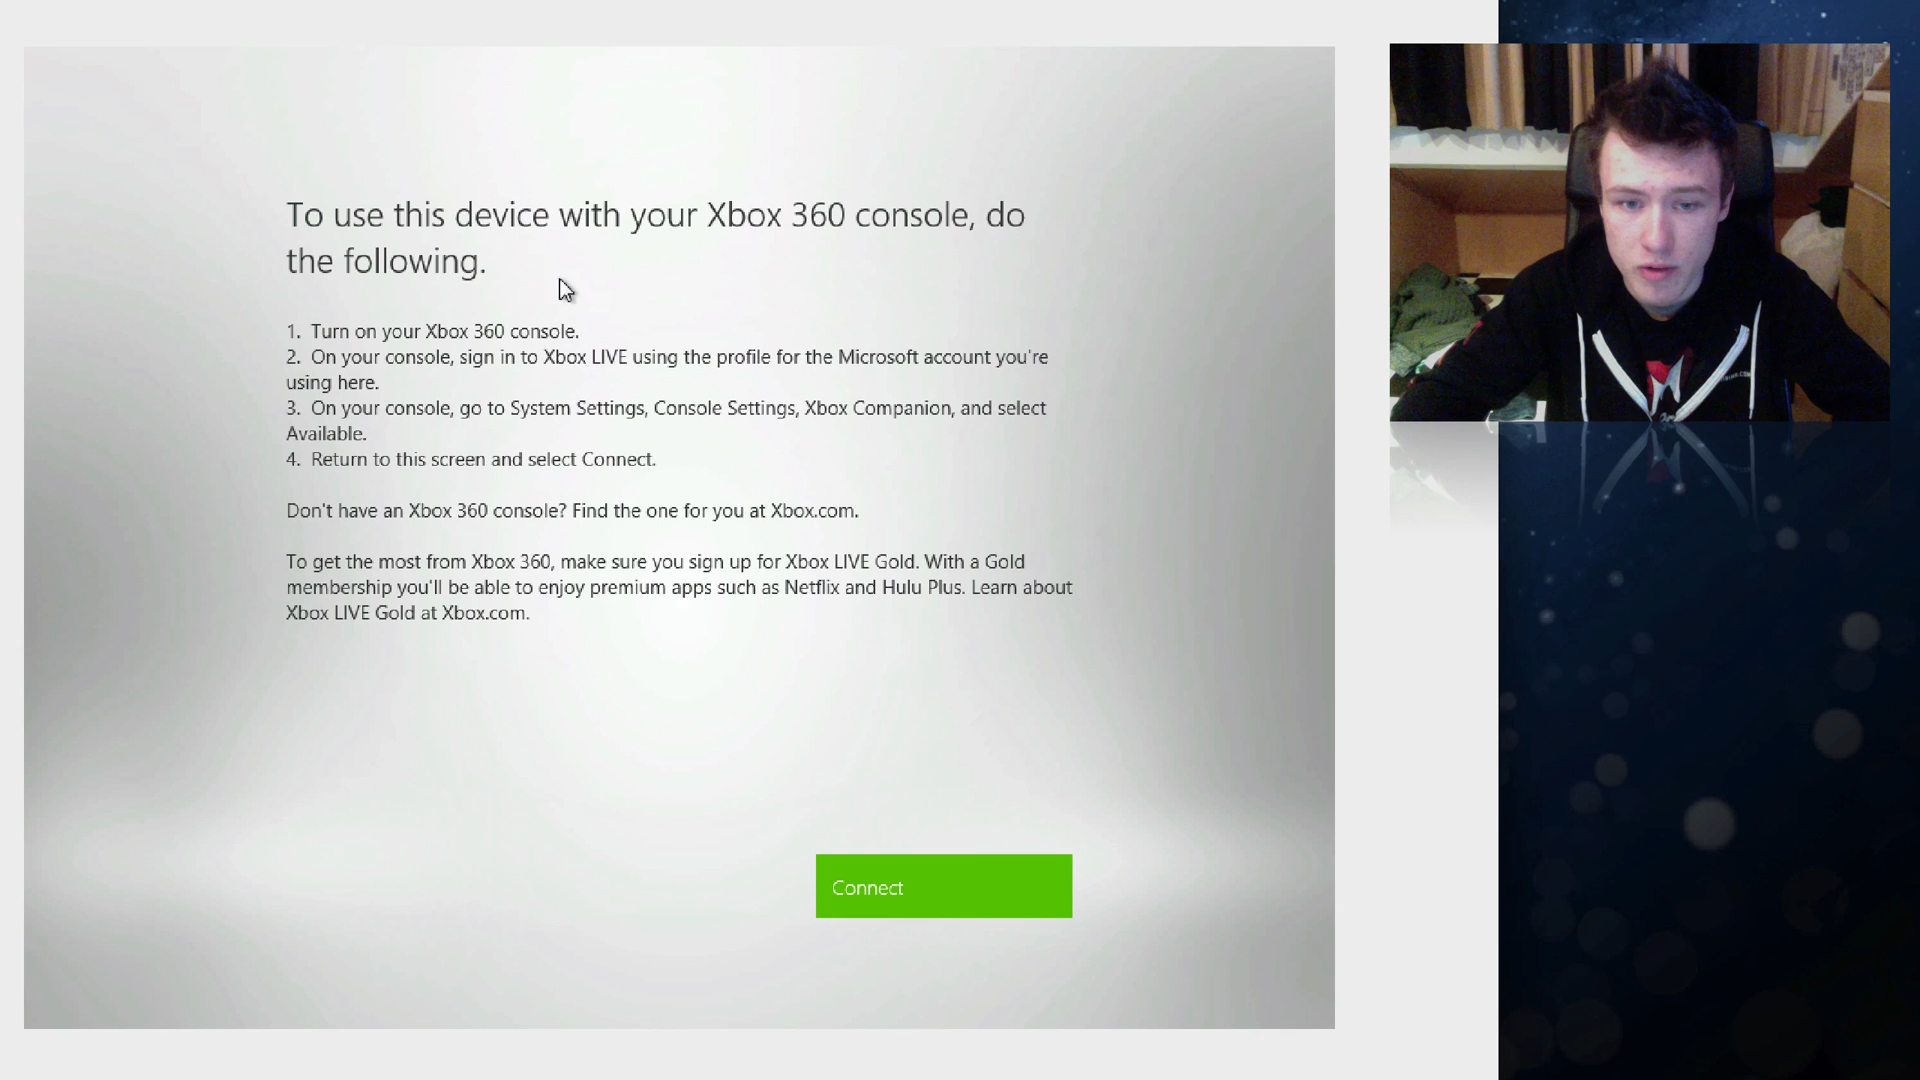 To use this device with your Xbox 360 console, do
the following.
1. Turn on your Xbox 360 console.
2. On your console, sign in to Xbox LIVE using the profile for the Microsoft account you're
using here.
3. On your console, go to System Settings, Console Settings, Xbox Companion, and select
Available.
4. Return to this screen and select Connect.
Don't have an Xbox 360 console? Find the one for you at Xbox.com.
To get the most from Xbox 360, make sure you sign up for Xbox LIVE Gold. With a Gold
membership you'll be able to enjoy premium apps such as Netflix and Hulu Plus. Learn about
Xbox LIVE Gold at Xbox.com.
Connect